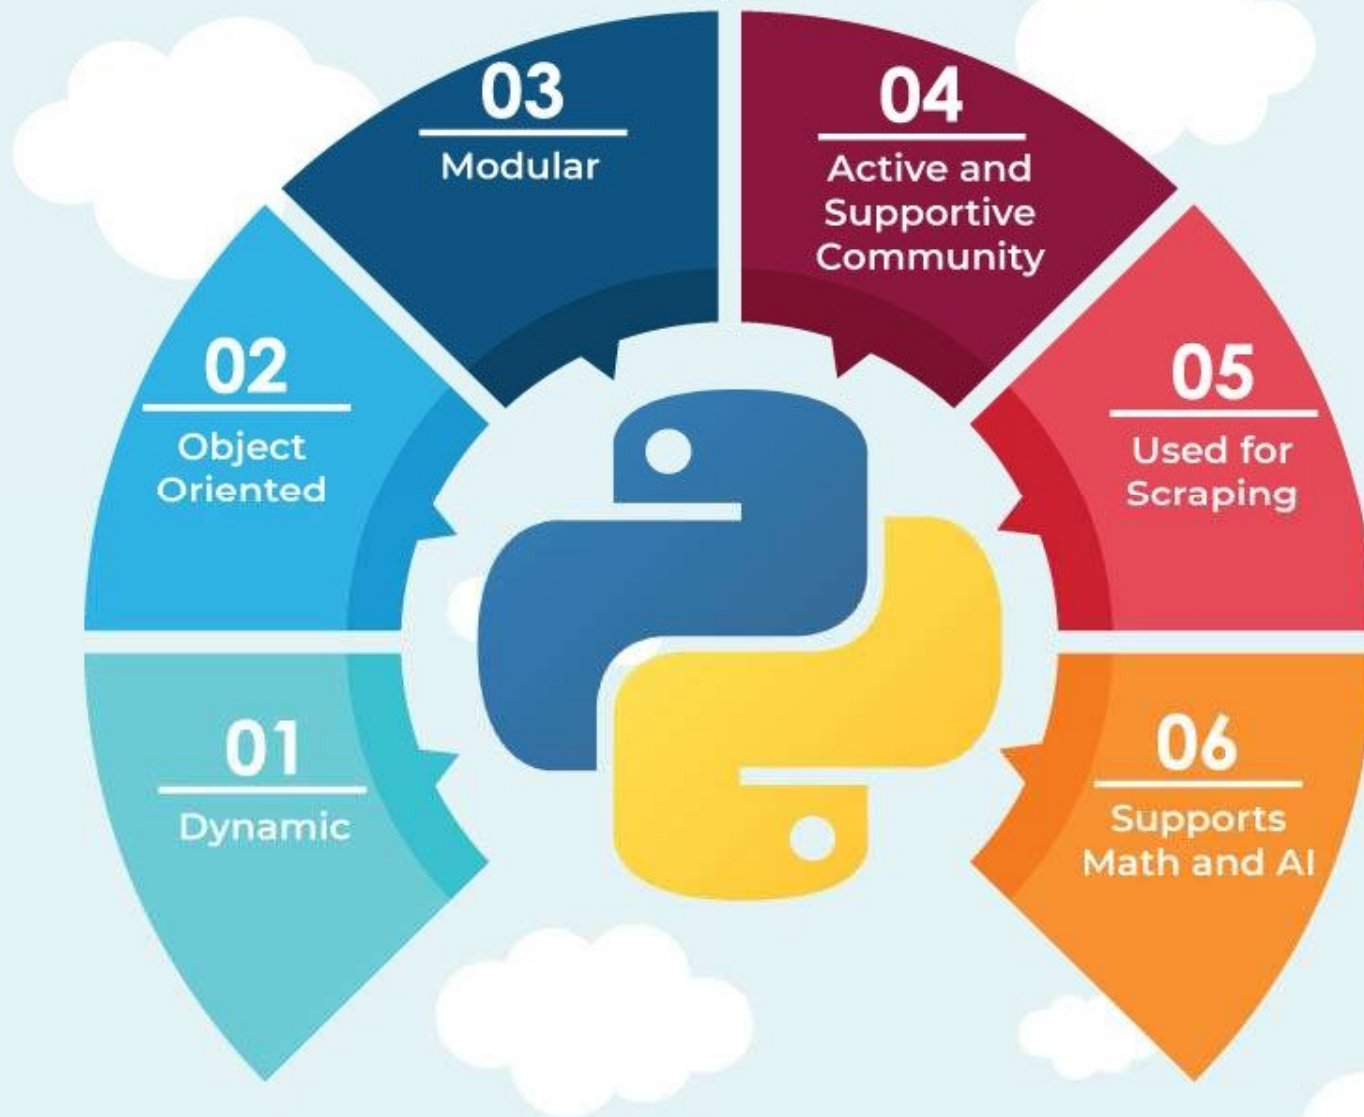 01
Dynamic
02
Object
Oriented
03
Modular
04
Active and
Supportive
Community
05
Used for
Scraping
06
Supports
Math and AI